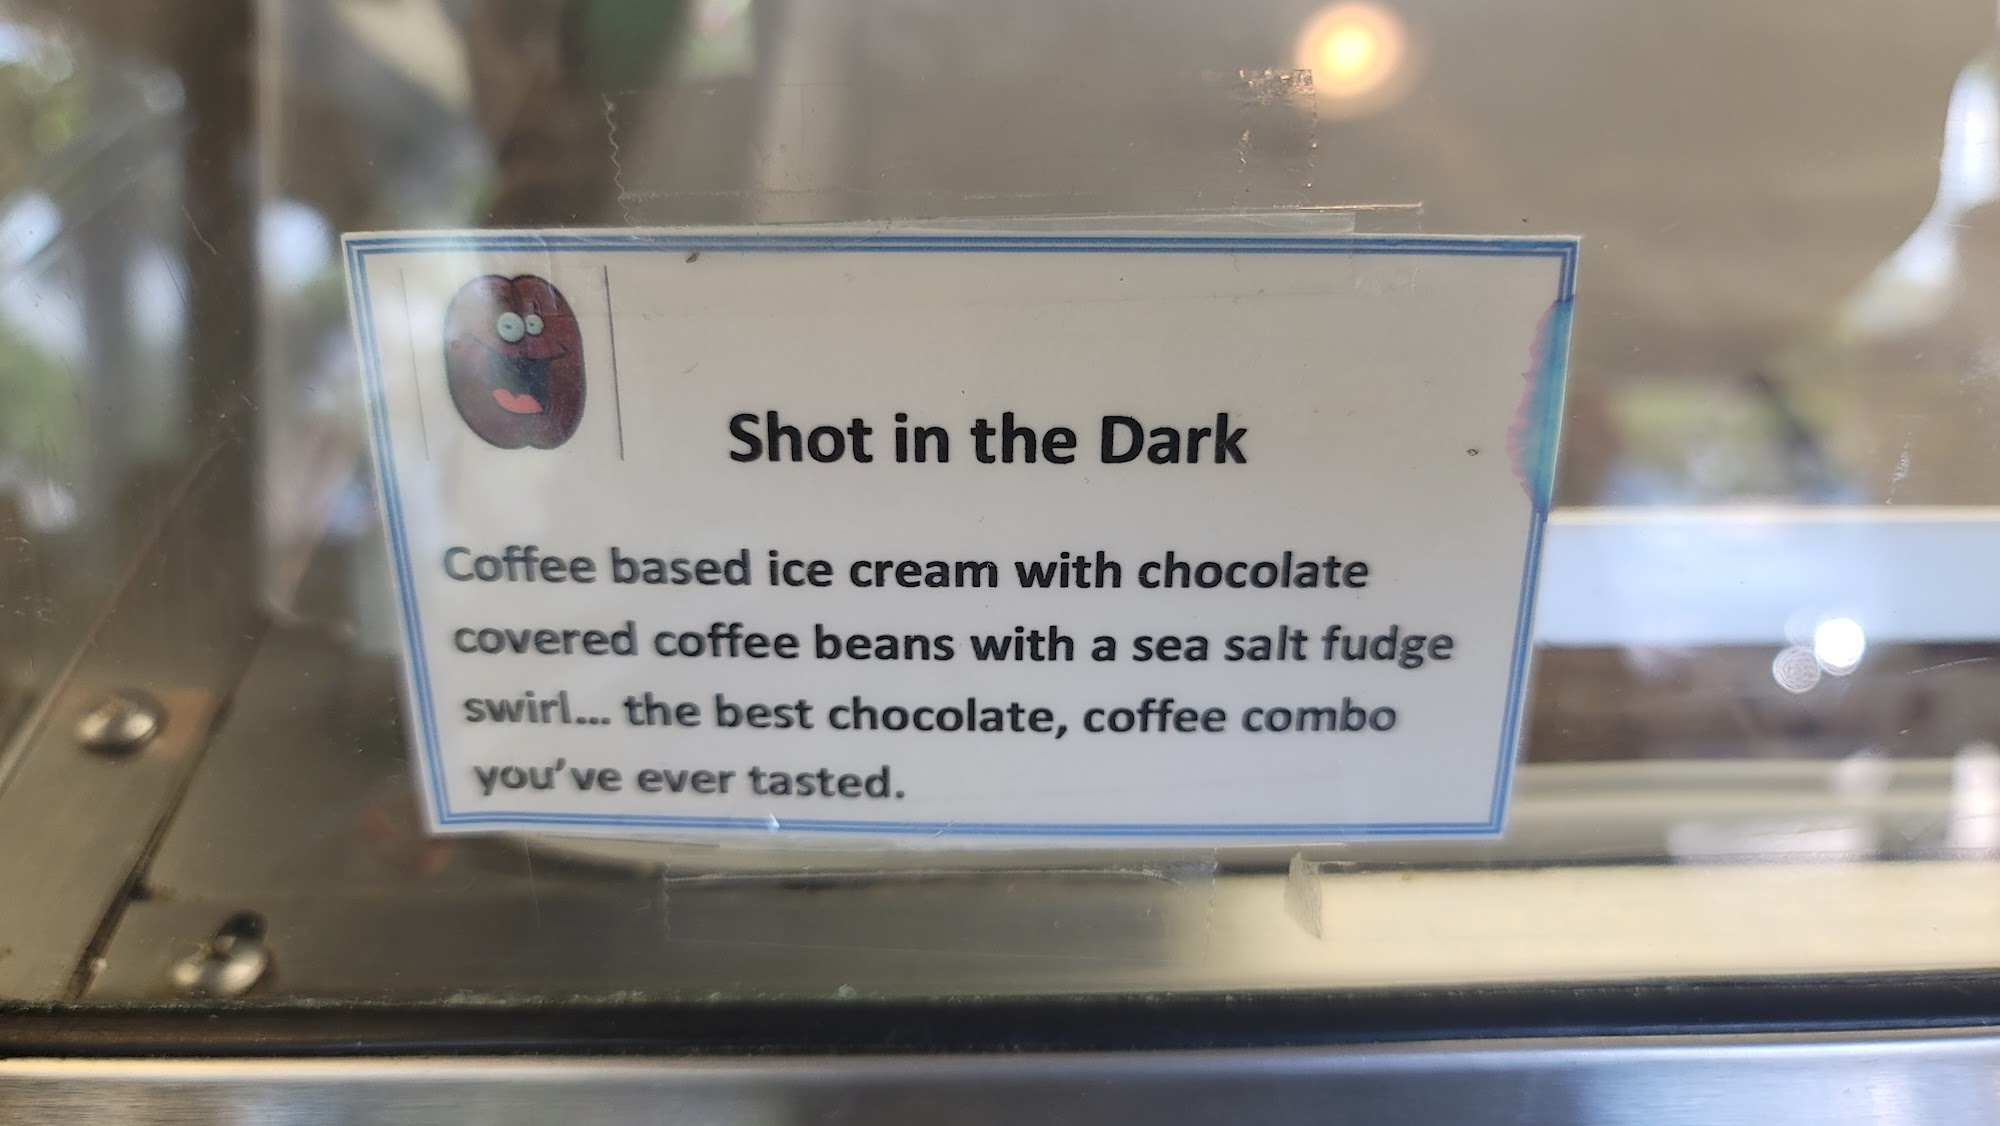 Shot in the Dark
Coffee based ice cream with chocolate
covered coffee beans with a sea salt fudge
swirl... the best chocolate, coffee combo
you've ever tasted.